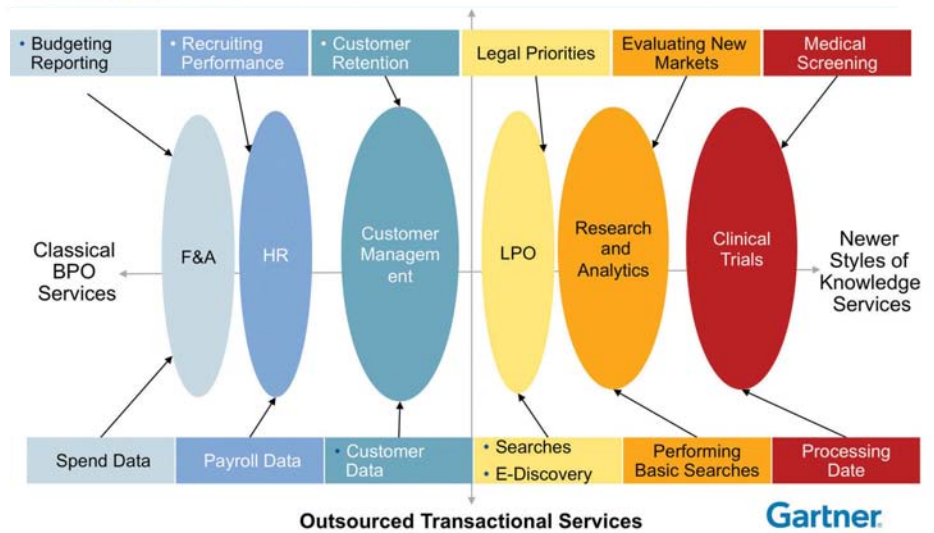 • Budgeting
Reporting
• Recruiting
Performance
• Customer
Retention
Legal Priorities
Evaluating New
Markets
Medical
Screening
Classical
BPO
Services
F&A
HR
Customer
Managem
ent
LPO
Research
and
Analytics
Clinical
Trials
Newer
Styles of
Knowledge
Services
Spend Data
Payroll Data
• Customer
Data
• Searches
• E-Discovery
Performing
Basic Searches
Processing
Date
Outsourced Transactional Services
Gartner